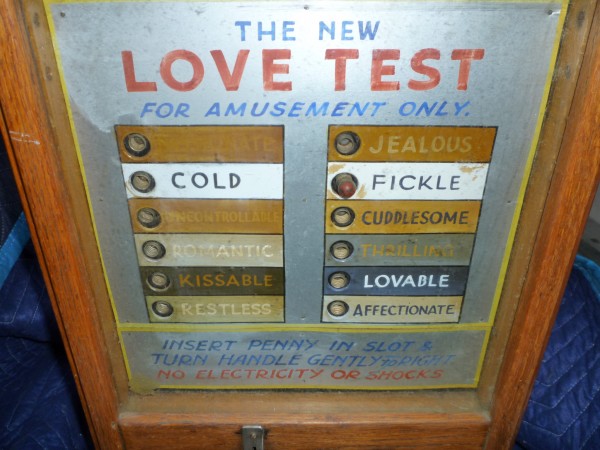 THE NEW
LOVE TEST
FOR AMUSEMENT ONLY.
COLD
UNCONTROLLABLE
ROMANTIC
KISSABLE
RESTLESS
JEALOUS
FICKLE
CUDDLESOME
THRILLING
LOVABLE
AFFECTIONATE
INSERT PENNY IN SLOT &
TURN HANDLE GENTLY TO RIGHT
NO ELECTRICITY OR SHOCKS